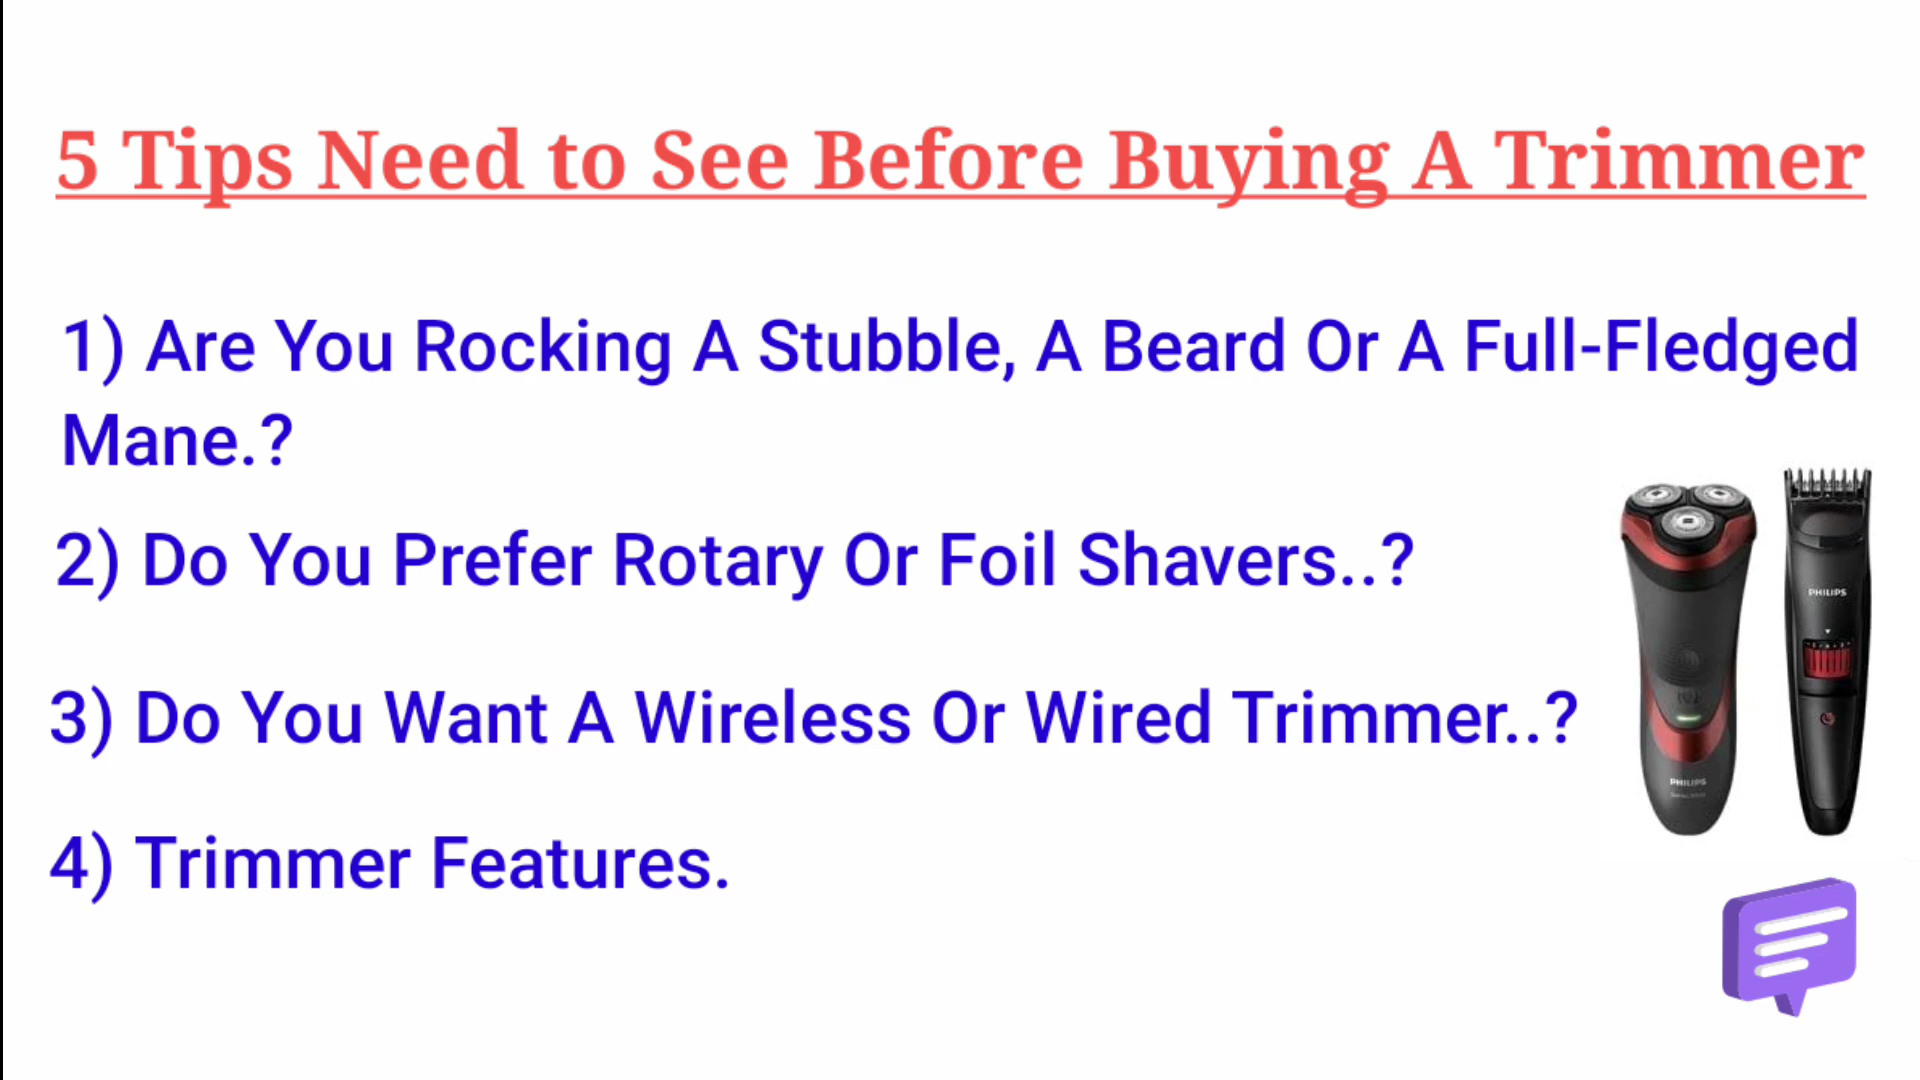 5 Tips Need to See Before Buying A Trimmer
1) Are You Rocking A Stubble, A Beard Or A Full-Fledged
Mane.?
2) Do You Prefer Rotary Or Foil Shavers..?
PHILIPS
3) Do You Want A Wireless Or Wired Trimmer..?
PHILIPS
4) Trimmer Features.